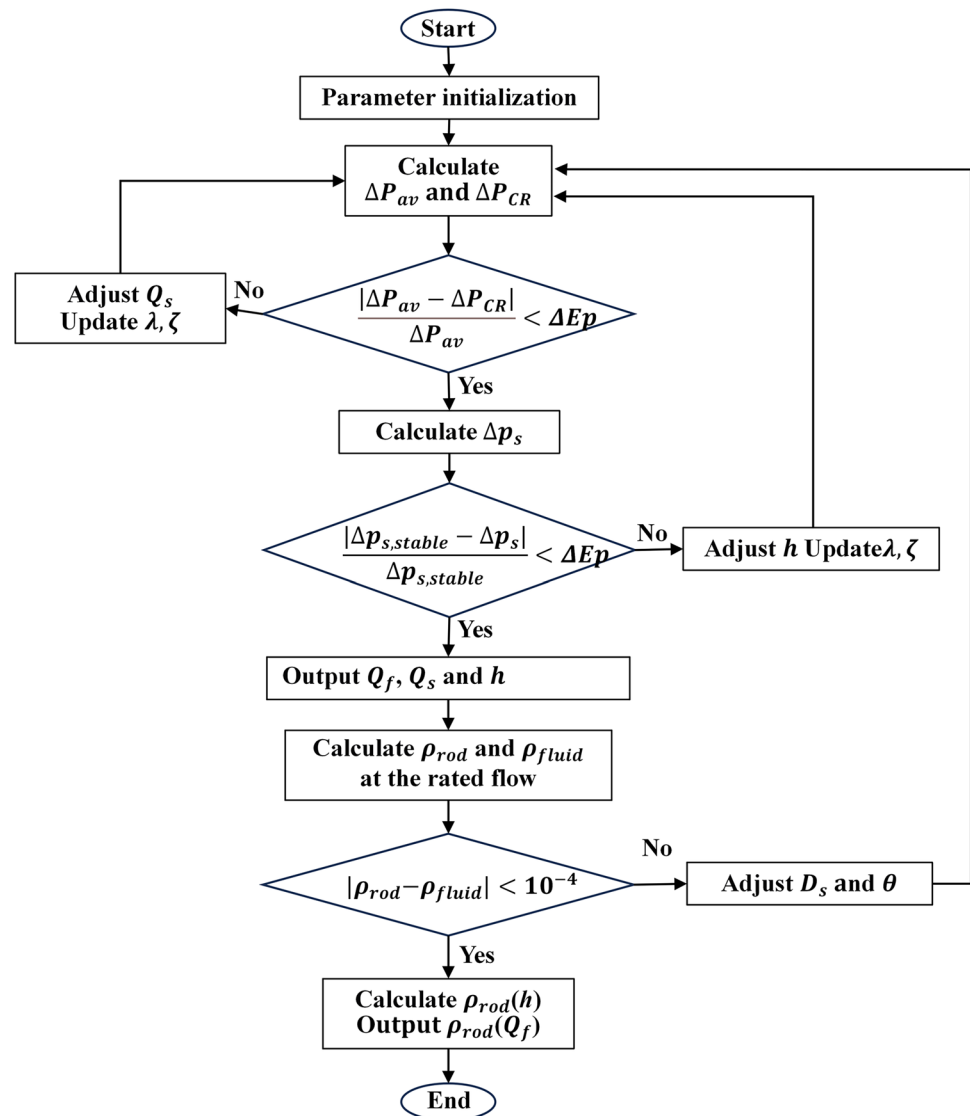 Start
Parameter initialization
Calculate
ΔP_av and ΔP_CR
Adjust Q_s
Update λ, ζ
No
|ΔP_av − ΔP_CR|
ΔP_av
< ΔEp
Yes
Calculate Δp_s
|Δp_s,stable − Δp_s|
Δp_s,stable
< ΔEp
No
Adjust h Updateλ, ζ
Yes
Output Q_f, Q_s and h
Calculate ρ_rod and ρ_fluid
at the rated flow
|ρ_rod−ρ_fluid| < 10^−4
No
Adjust D_s and θ
Yes
Calculate ρ_rod(h)
Output ρ_rod(Q_f)
End